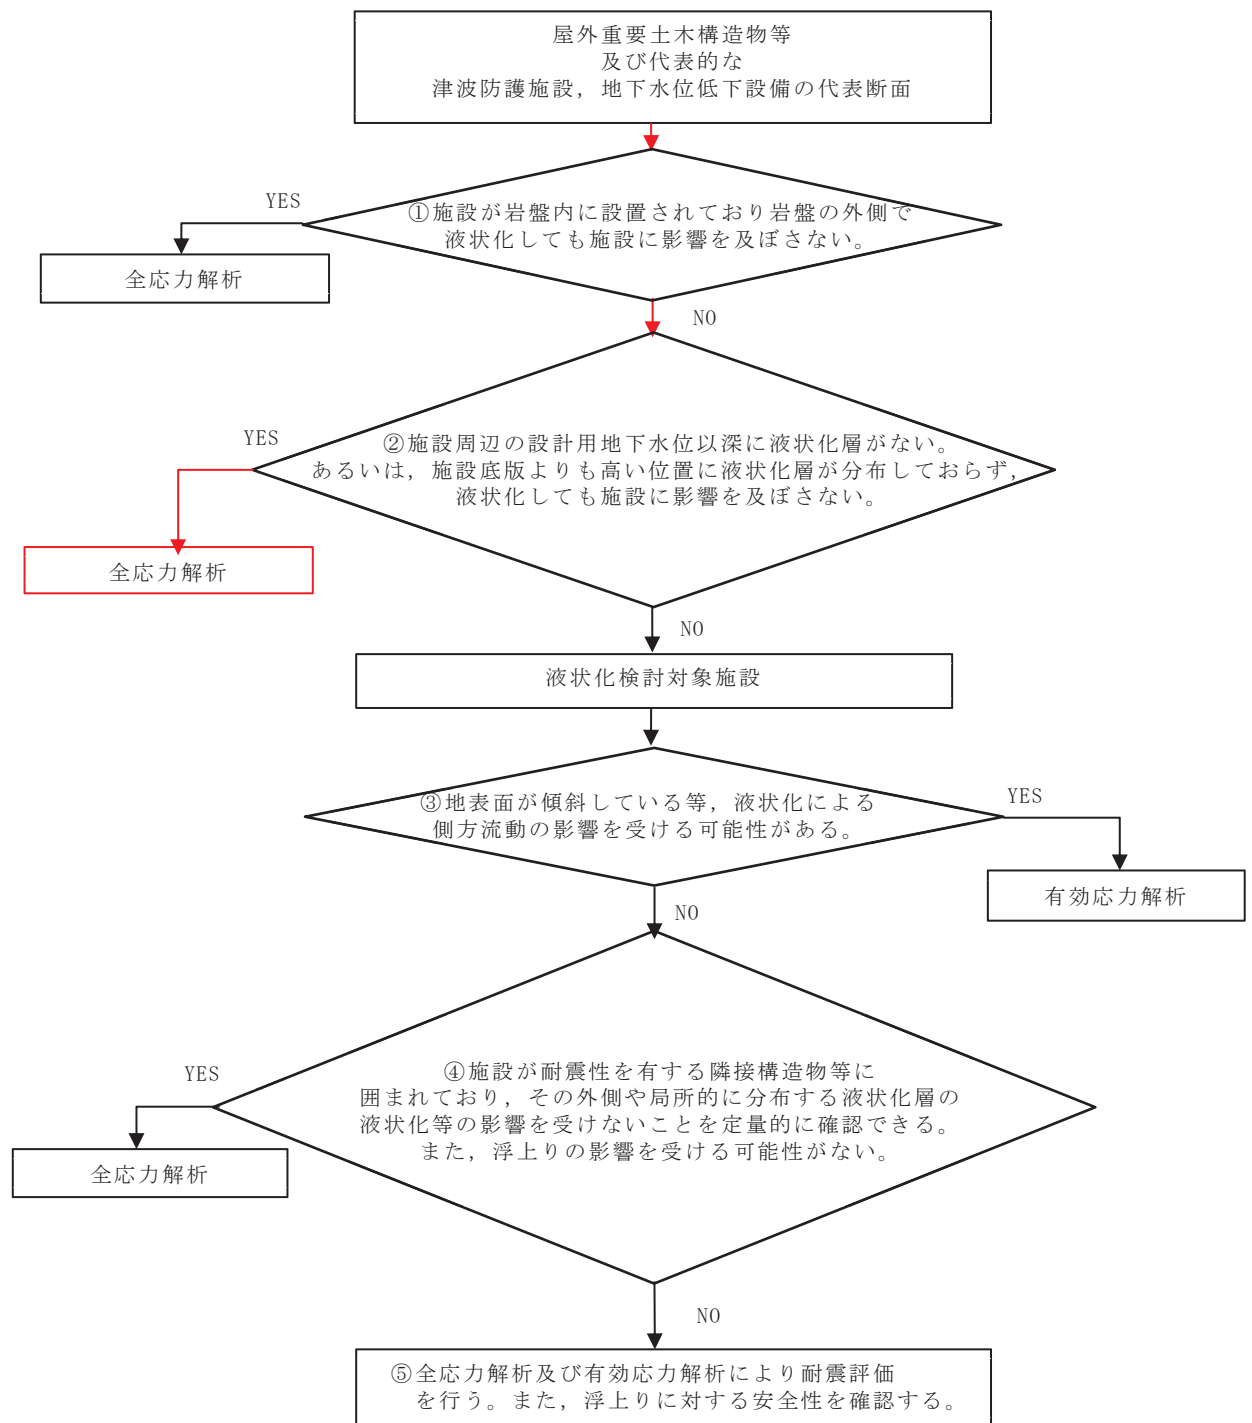 屋外重要土木構造物等
及び代表的な
津波防護施設，地下水位低下設備の代表断面
YES
①施設が岩盤内に設置されており岩盤の外側で
液状化しても施設に影響を及ぼさない。
全応力解析
NO
YES
②施設周辺の設計用地下水位以深に液状化層がない。
あるいは，施設底版よりも高い位置に液状化層が分布しておらず，
液状化しても施設に影響を及ぼさない。
全応力解析
NO
液状化検討対象施設
③地表面が傾斜している等，液状化による
側方流動の影響を受ける可能性がある。
YES
有効応力解析
NO
YES
④施設が耐震性を有する隣接構造物等に
囲まれており，その外側や局所的に分布する液状化層の
液状化等の影響を受けないことを定量的に確認できる。
また，浮上りの影響を受ける可能性がない。
全応力解析
NO
⑤全応力解析及び有効応力解析により耐震評価
を行う。また，浮上りに対する安全性を確認する。